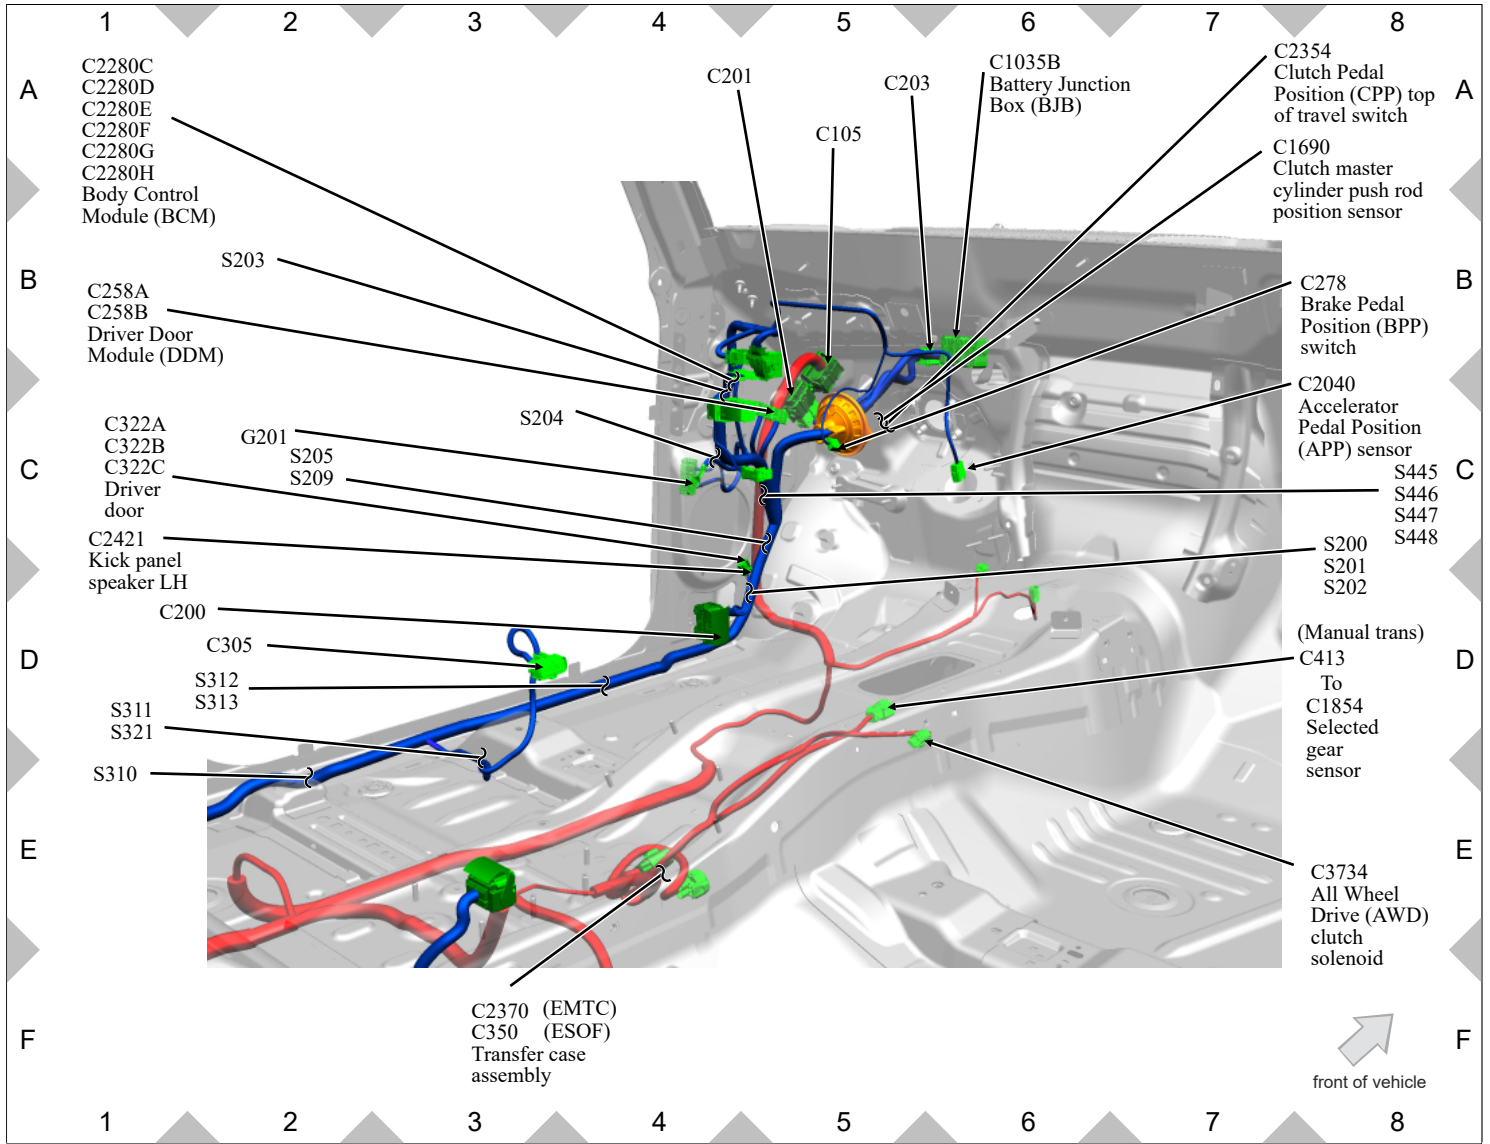 1 2 3 4 5 6 7 8
A
C2280C
C2280D
C2280E
C2280F
C2280G
C2280H
Body Control
Module (BCM)
C201
C105
C203
C1035B
Battery Junction
Box (BJB)
C2354
Clutch Pedal
Position (CPP) top
of travel switch
A
C1690
Clutch master
cylinder push rod
position sensor
B
S203
C258A
C258B
Driver Door
Module (DDM)
C278
Brake Pedal
Position (BPP)
switch
B
C2040
Accelerator
Pedal Position
(APP) sensor
C
C322A
C322B
C322C
Driver
door
G201
S205
S209
S204
C
S445
S446
S447
S448
C2421
Kick panel
speaker LH
S200
S201
S202
C200
D
C305
S312
S313
S311
S321
S310
(Manual trans)
C413
To
C1854
Selected
gear
sensor
D
E
C3734
All Wheel
Drive (AWD)
clutch
solenoid
E
F
C2370 (EMTC)
C350 (ESOF)
Transfer case
assembly
F
front of vehicle
1 2 3 4 5 6 7 8